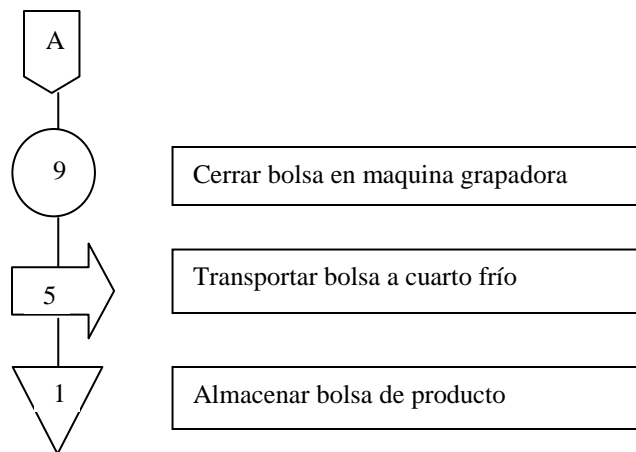 A
9
Cerrar bolsa en maquina grapadora
5
Transportar bolsa a cuarto frío
1
Almacenar bolsa de producto